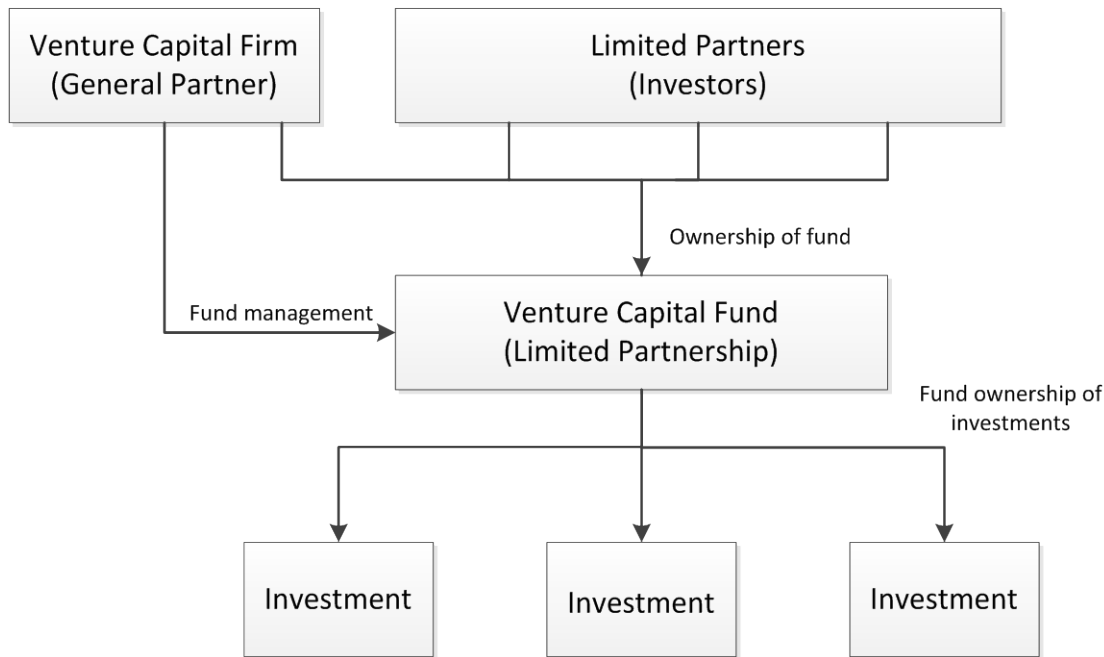 Venture Capital Firm
(General Partner)
Limited Partners
(Investors)
Ownership of fund
Fund management
Venture Capital Fund
(Limited Partnership)
Fund ownership of
investments
Investment
Investment
Investment